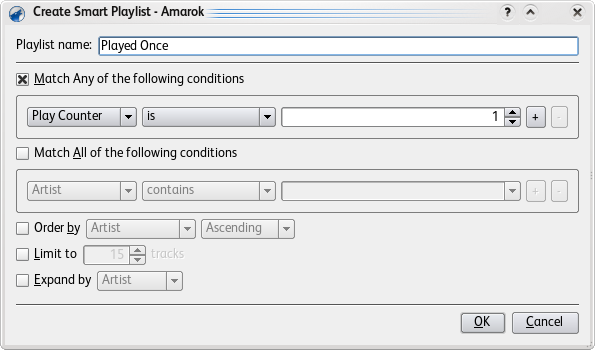 Create Smart Playlist - Amarok ?
Playlist name: Played Once
Match Any of the following conditions
Play Counter is 1 + -
Match All of the following conditions
Artist contains + -
Order by Artist Ascending
Limit to 15 tracks
Expand by Artist
OK Cancel